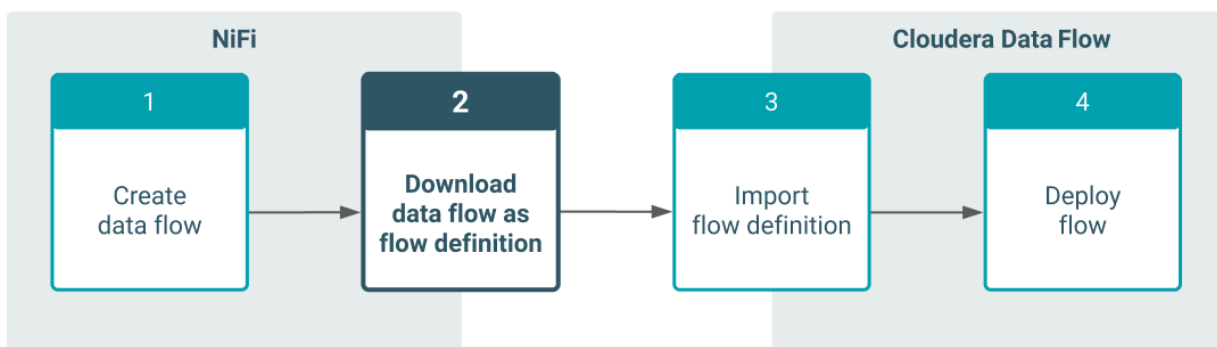 NiFi
Cloudera Data Flow
1
2
3
4
Create
data flow
Download
data flow as
flow definition
Import
flow definition
Deploy
flow